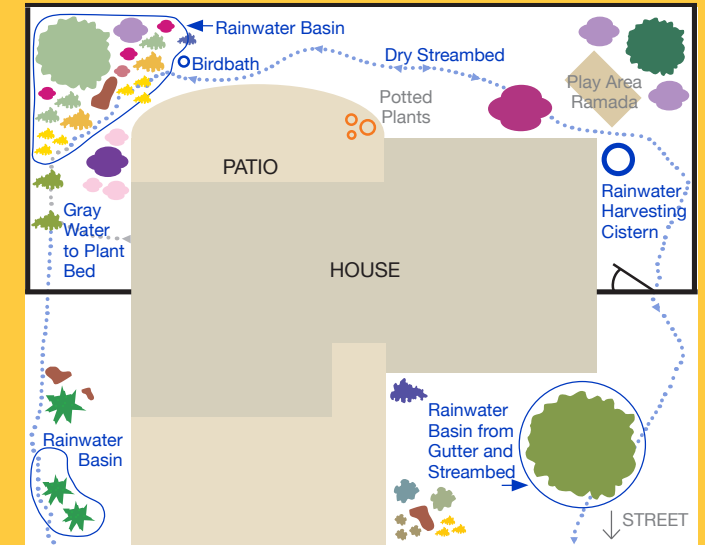 Rainwater Basin
Birdbath
Dry Streambed
Potted
Plants
Play Area
Ramada
PATIO
Rainwater
Harvesting
Cistern
Gray
Water
to Plant
Bed
HOUSE
Rainwater
Basin
Rainwater
Basin from
Gutter and
Streambed
STREET